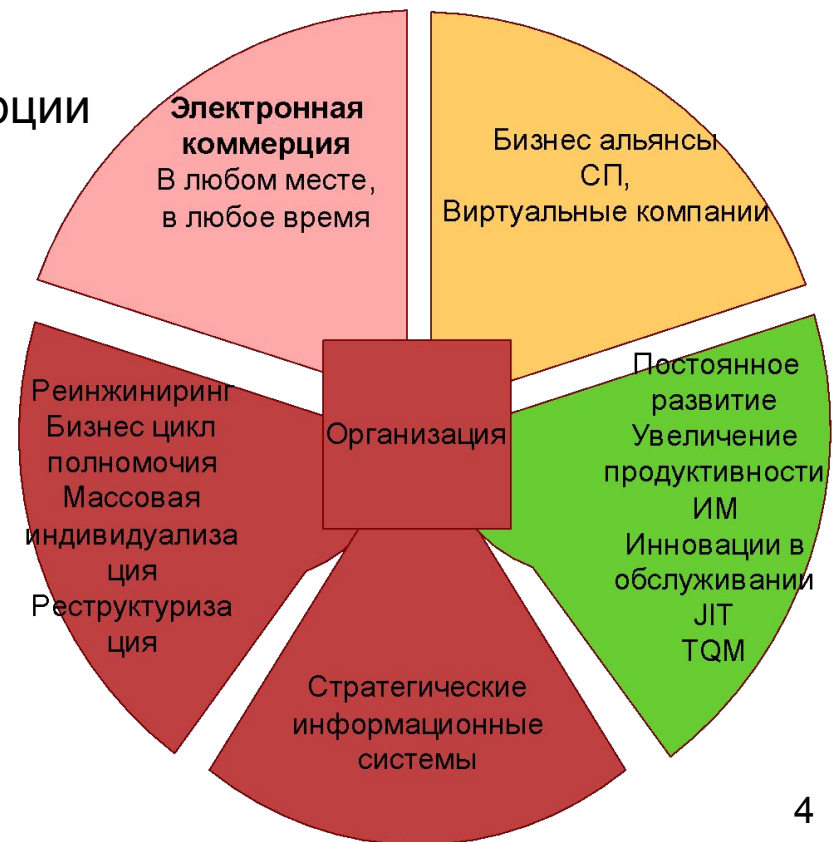 Электронная
коммерция
В любом месте,
в любое время
Бизнес альянсы
СП,
Виртуальные компании
Реинжиниринг
Бизнес цикл
полномочия
Массовая
индивидуализа
ция
Реструктуриза
ция
Организация
Постоянное
развитие
Увеличение
продуктивности
ИМ
Инновации в
обслуживании
JIT
TQM
Стратегические
информационные
системы
4